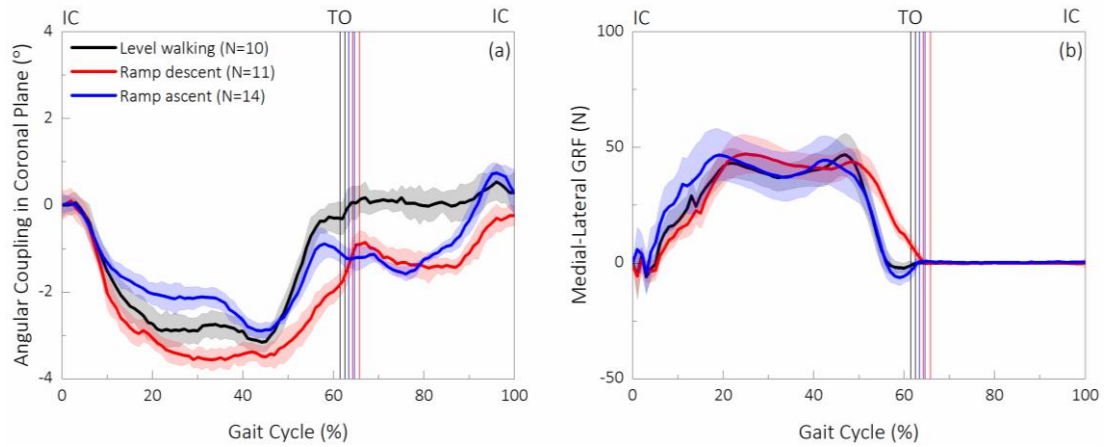 IC TO IC
(a)
Level walking (N=10)
Ramp descent (N=11)
Ramp ascent (N=14)
Angular Coupling in Coronal Plane (°)
2
0
-2
-4
0 20 40 60 80 100
Gait Cycle (%)
IC TO IC
(b)
Medial-Lateral GRF (N)
100
50
0
-50
0 20 40 60 80 100
Gait Cycle (%)